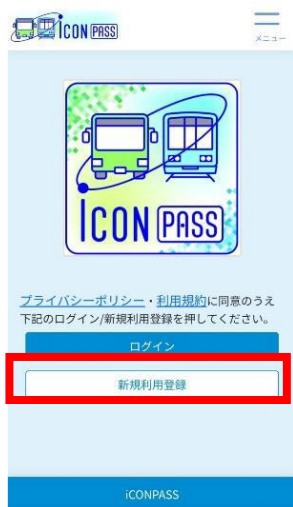 ICON PASS
メニュー
ICON PASS
プライバシーポリシー・利用規約に同意のうえ
下記のログイン/新規利用登録を押してください。
ログイン
新規利用登録
iCONPASS